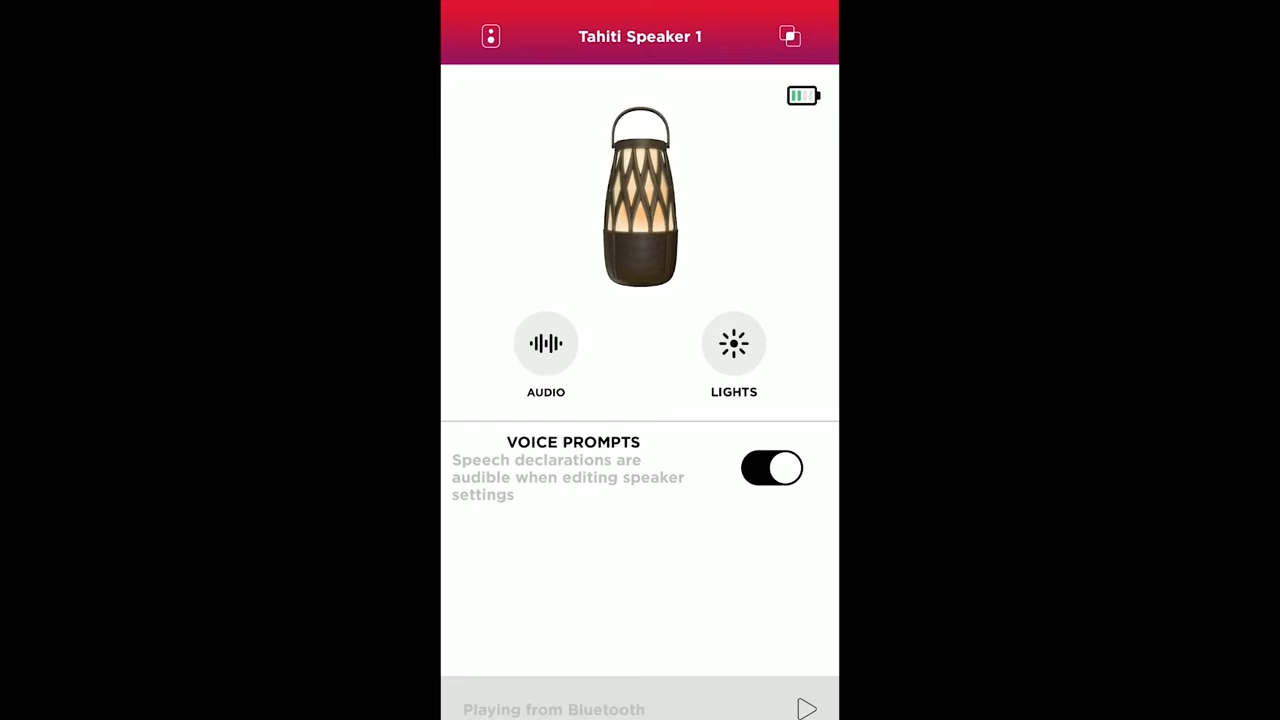 Tahiti Speaker 1
AUDIO
LIGHTS
VOICE PROMPTS
Speech declarations are
audible when editing speaker
settings
Playing from Bluetooth